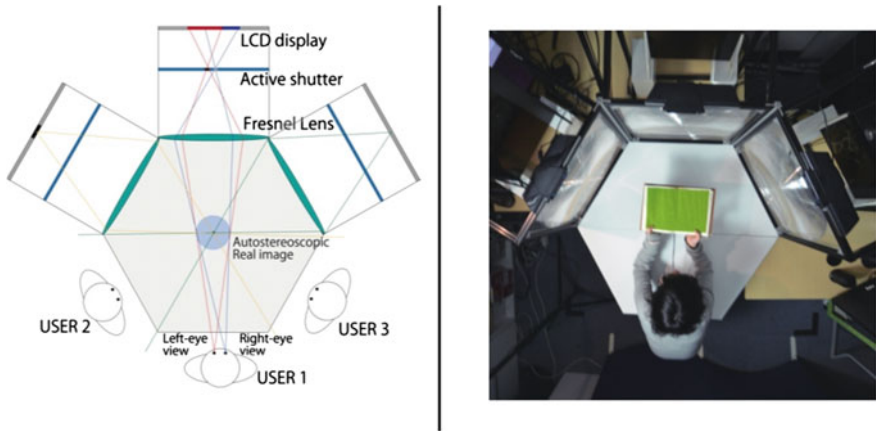 LCD display
Active shutter
Fresnel Lens
Autostereoscopic
Real image
USER 2
USER 3
Left-eye
view
Right-eye
view
USER 1